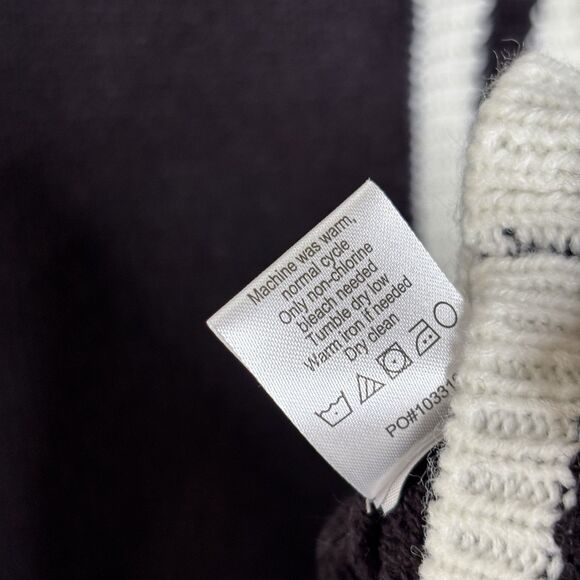 Machine was warm,
normal cycle
Only non-chlorine
bleach needed
Tumble dry low
Warm iron if needed
Dry clean
PO#103310